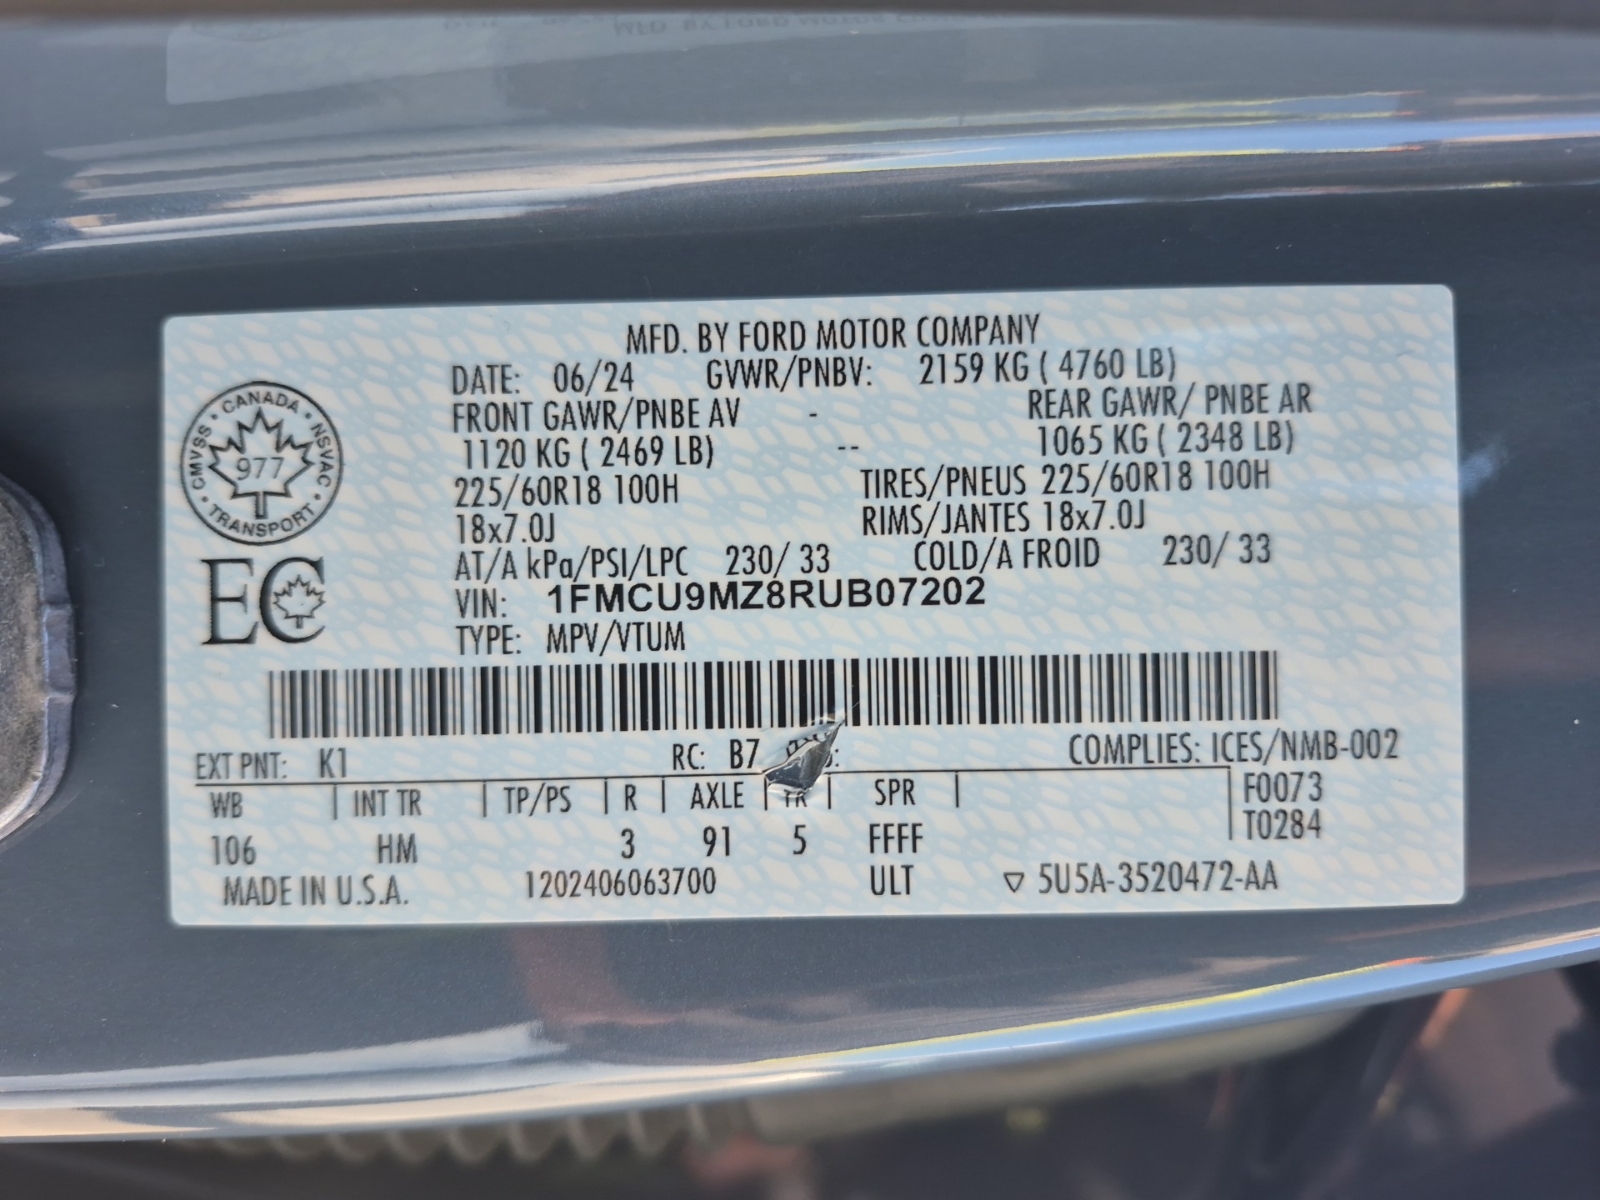 MFD. BY FORD MOTOR COMPANY
DATE: 06/24 GVWR/PNBV: 2159 KG ( 4760 LB)
FRONT GAWR/PNBE AV - REAR GAWR/ PNBE AR
1120 KG ( 2469 LB) -- 1065 KG ( 2348 LB)
225/60R18 100H TIRES/PNEUS 225/60R18 100H
18x7.0J RIMS/JANTES 18x7.0J
AT/A kPa/PSI/LPC 230/ 33 COLD/A FROID 230/ 33
VIN: 1FMCU9MZ8RUB07202
TYPE: MPV/VTUM
CANADA
CMVSS • NSVAC
977
TRANSPORT
EC
EXT PNT: K1 RC: B7 COMPLIES: ICES/NMB-002
WB | INT TR | TP/PS | R | AXLE | TR | SPR | F0073
T0284
106 HM 3 91 5 FFFF
MADE IN U.S.A. 1202406063700 ULT ▽ 5U5A-3520472-AA